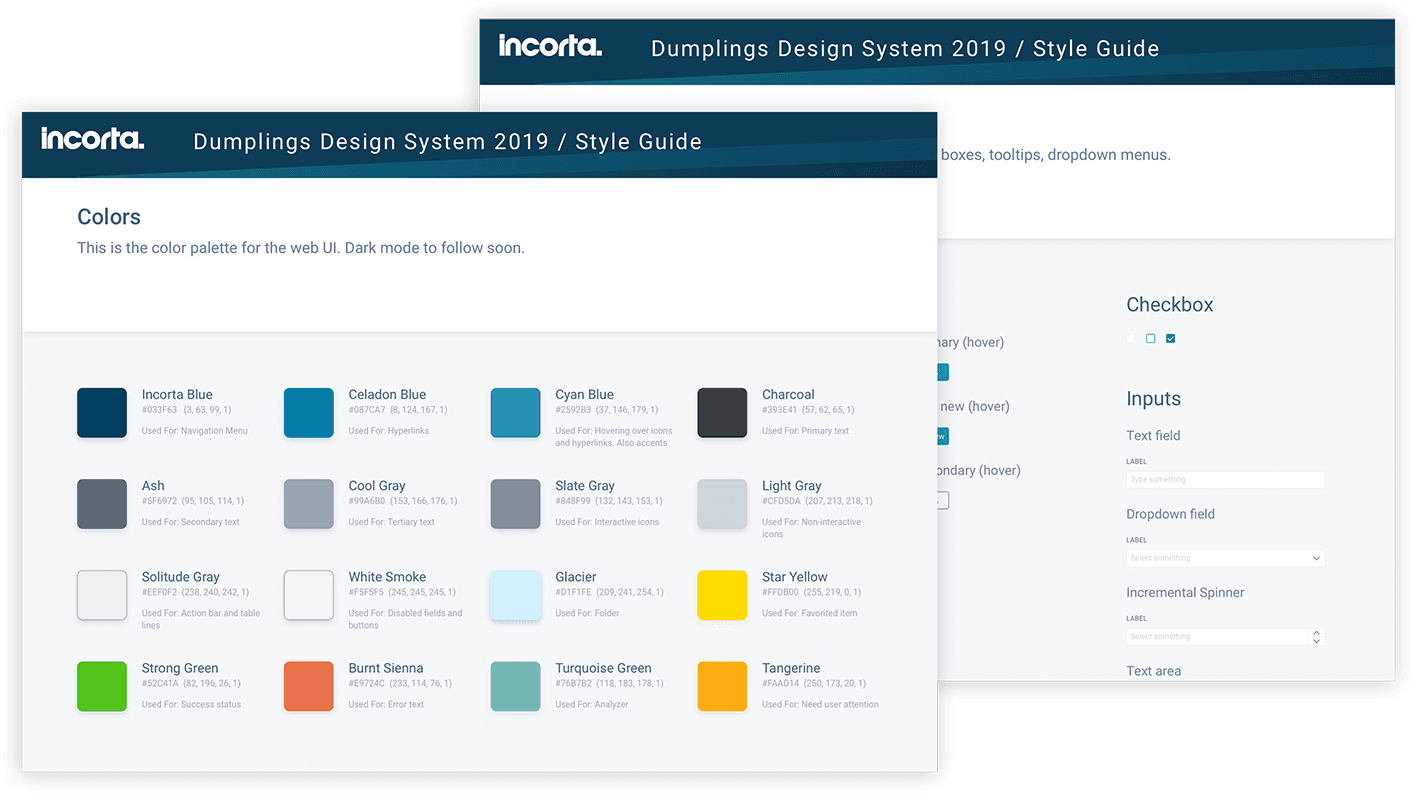 incorta.
Dumplings Design System 2019 / Style Guide
boxes, tooltips, dropdown menus.
incorta.
Dumplings Design System 2019 / Style Guide
Colors
This is the color palette for the web UI. Dark mode to follow soon.
Incorta Blue
#033F63 (3, 63, 99, 1)
Used For: Navigation Menu
Celadon Blue
#087CA7 (8, 124, 167, 1)
Used For: Hyperlinks
Cyan Blue
#2592B3 (37, 146, 179, 1)
Used For: Hovering over icons
and hyperlinks. Also accents
Charcoal
#393E41 (57, 62, 65, 1)
Used For: Primary text
Ash
#5F6972 (95, 105, 114, 1)
Used For: Secondary text
Cool Gray
#99A6B0 (153, 166, 176, 1)
Used For: Tertiary text
Slate Gray
#848F99 (132, 143, 153, 1)
Used For: Interactive icons
Light Gray
#CFD5DA (207, 213, 218, 1)
Used For: Non-interactive
icons
Solitude Gray
#EEF0F2 (238, 240, 242, 1)
Used For: Action bar and table
lines
White Smoke
#F5F5F5 (245, 245, 245, 1)
Used For: Disabled fields and
buttons
Glacier
#D1F1FE (209, 241, 254, 1)
Used For: Folder
Star Yellow
#FFDB00 (255, 219, 0, 1)
Used For: Favorited item
Strong Green
#52C41A (82, 196, 26, 1)
Used For: Success status
Burnt Sienna
#E9724C (233, 114, 76, 1)
Used For: Error text
Turquoise Green
#76B7B2 (118, 183, 178, 1)
Used For: Analyzer
Tangerine
#FAAD14 (250, 173, 20, 1)
Used For: Need user attention
nary (hover)
new (hover)
ondary (hover)
Checkbox
Inputs
Text field
LABEL
Type something
Dropdown field
LABEL
Select something
Incremental Spinner
LABEL
Select something
Text area